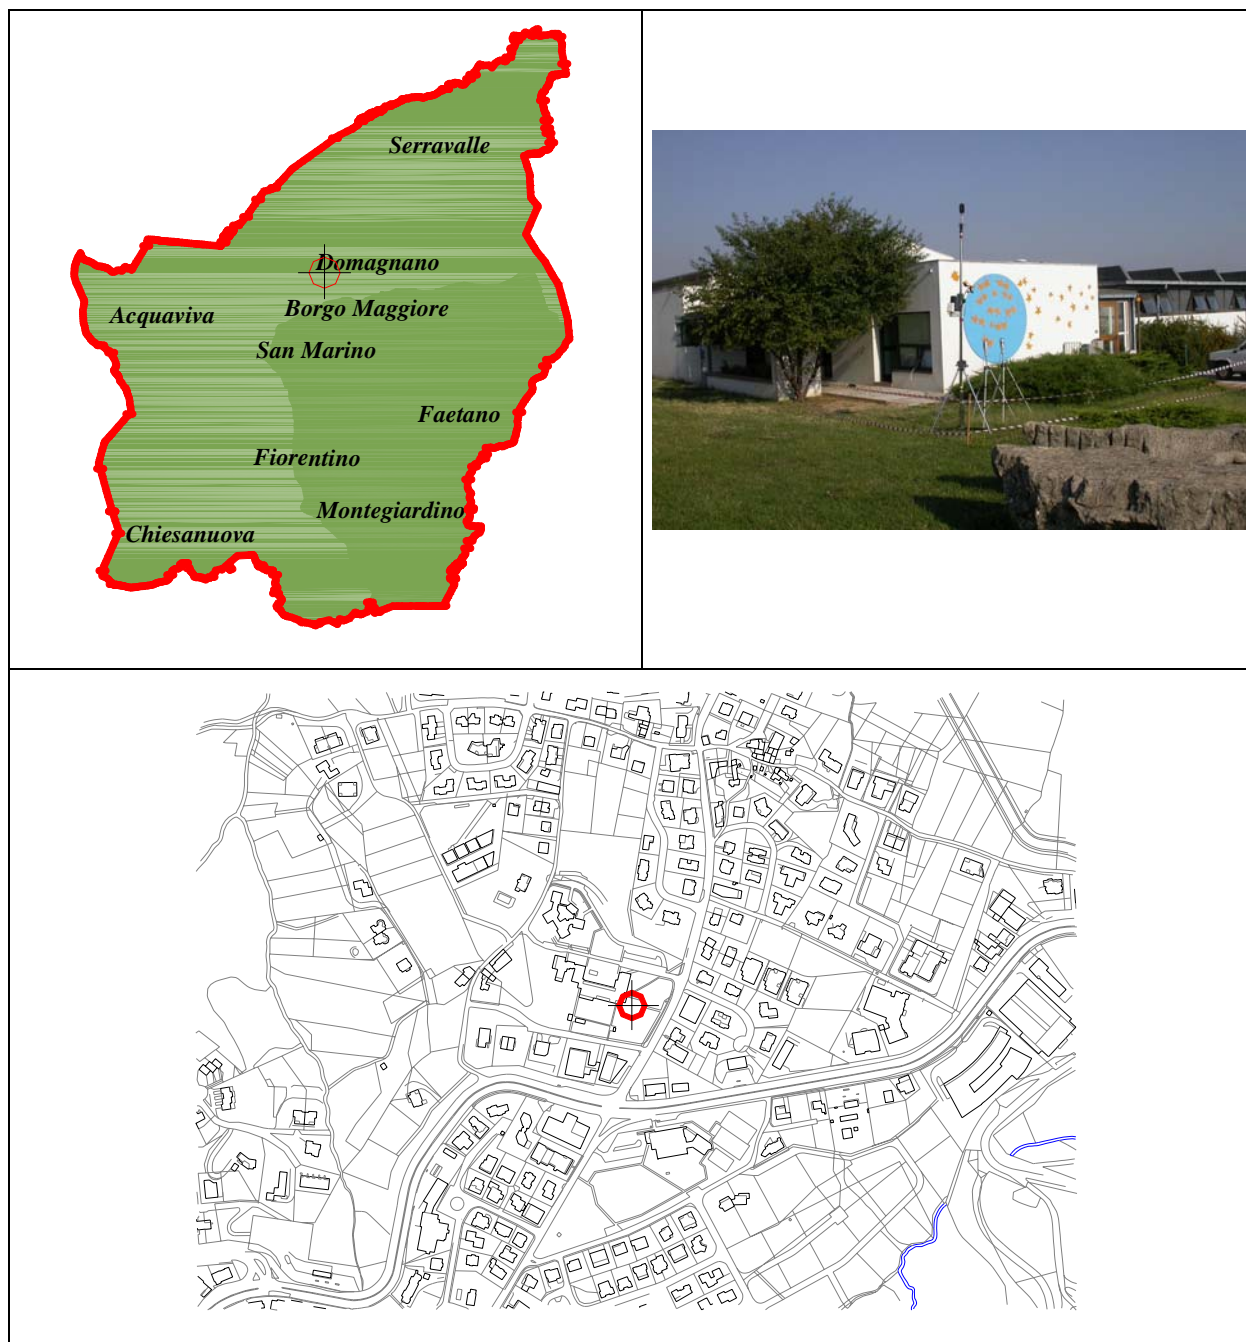 Serravalle
Domagnano
Borgo Maggiore
Acquaviva
San Marino
Faetano
Fiorentino
Montegiardino
Chiesanuova